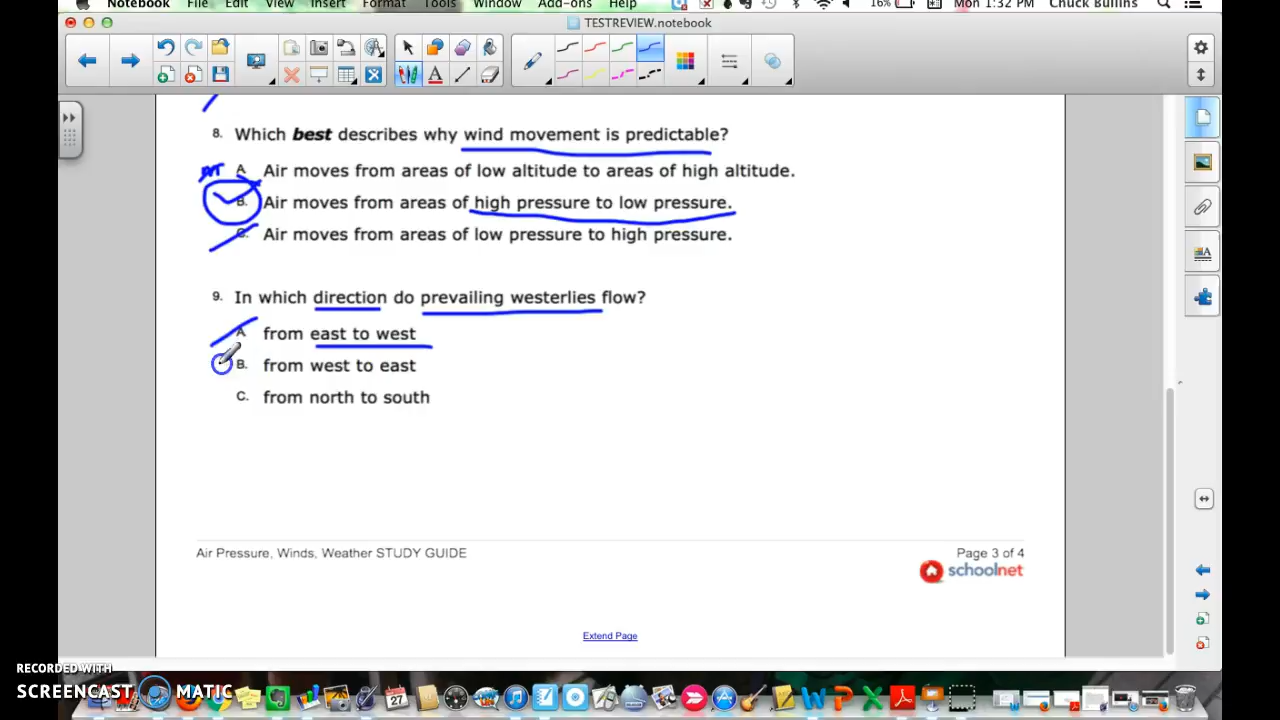 Notebook File Edit View Insert Format Tools Window Add-ons Help 16% Mon 1:32 PM Chuck Bullins
TESTREVIEW.notebook
8. Which best describes why wind movement is predictable?
A. Air moves from areas of low altitude to areas of high altitude.
B. Air moves from areas of high pressure to low pressure.
C. Air moves from areas of low pressure to high pressure.
9. In which direction do prevailing westerlies flow?
A. from east to west
B. from west to east
C. from north to south
Air Pressure, Winds, Weather STUDY GUIDE
Page 3 of 4
schoolnet
Extend Page
RECORDED WITH
SCREENCAST MATIC
27